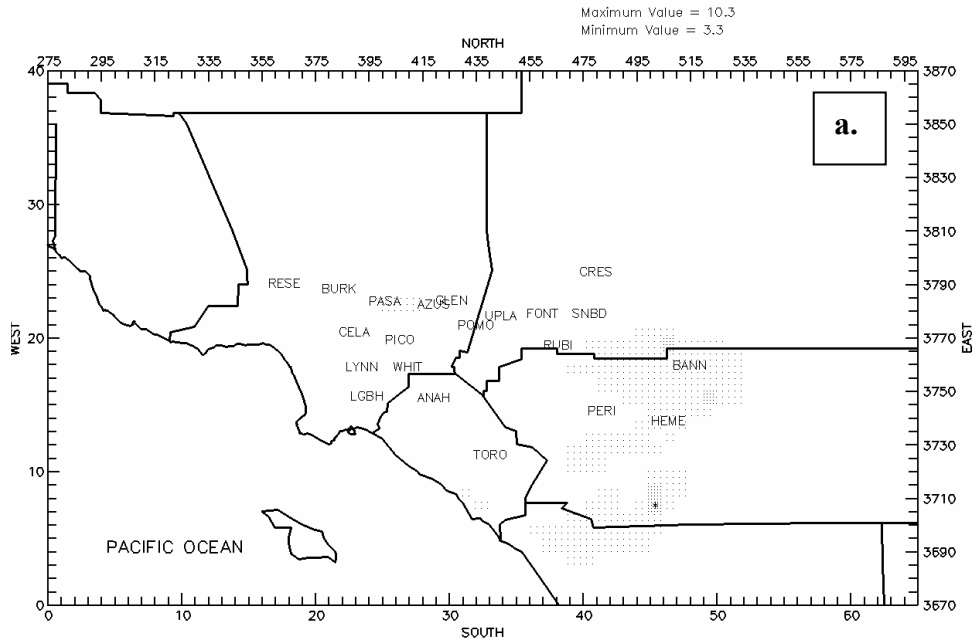 Maximum Value = 10.3
Minimum Value = 3.3
NORTH
275 295 315 335 355 375 395 415 435 455 475 495 515 535 555 575 595
40 3870
a.
3850
30 3830
3810
CRES
RESE BURK 3790
PASA AZUS GLEN
UPLA FONT SNBD
POMO
WEST 20 CELA PICO RUBI 3770 EAST
LYNN WHIT BANN
LGBH ANAH 3750
PERI HEME
TORO 3730
10 3710
PACIFIC OCEAN 3690
0 3670
0 10 20 30 40 50 60
SOUTH